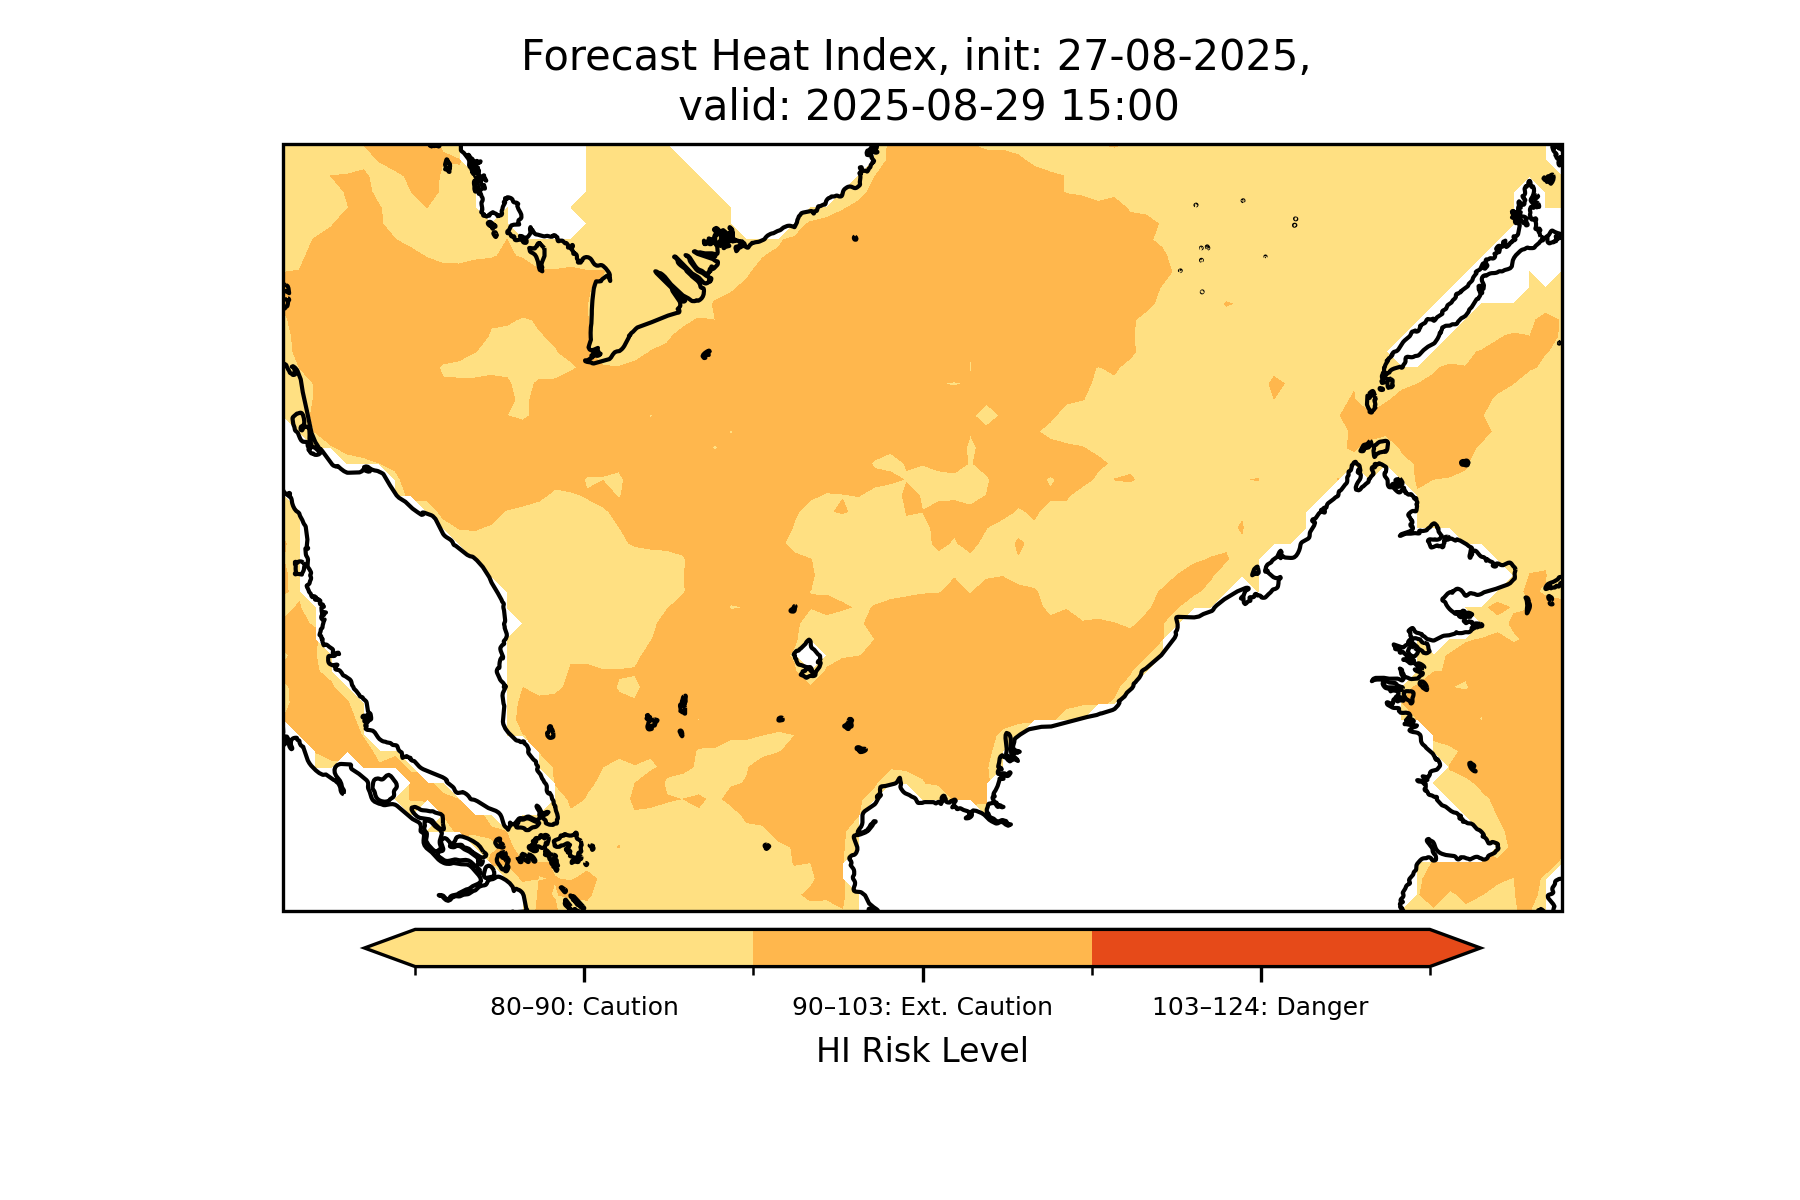 Forecast Heat Index, init: 27-08-2025,
valid: 2025-08-29 15:00
80–90: Caution
90–103: Ext. Caution
103–124: Danger
HI Risk Level